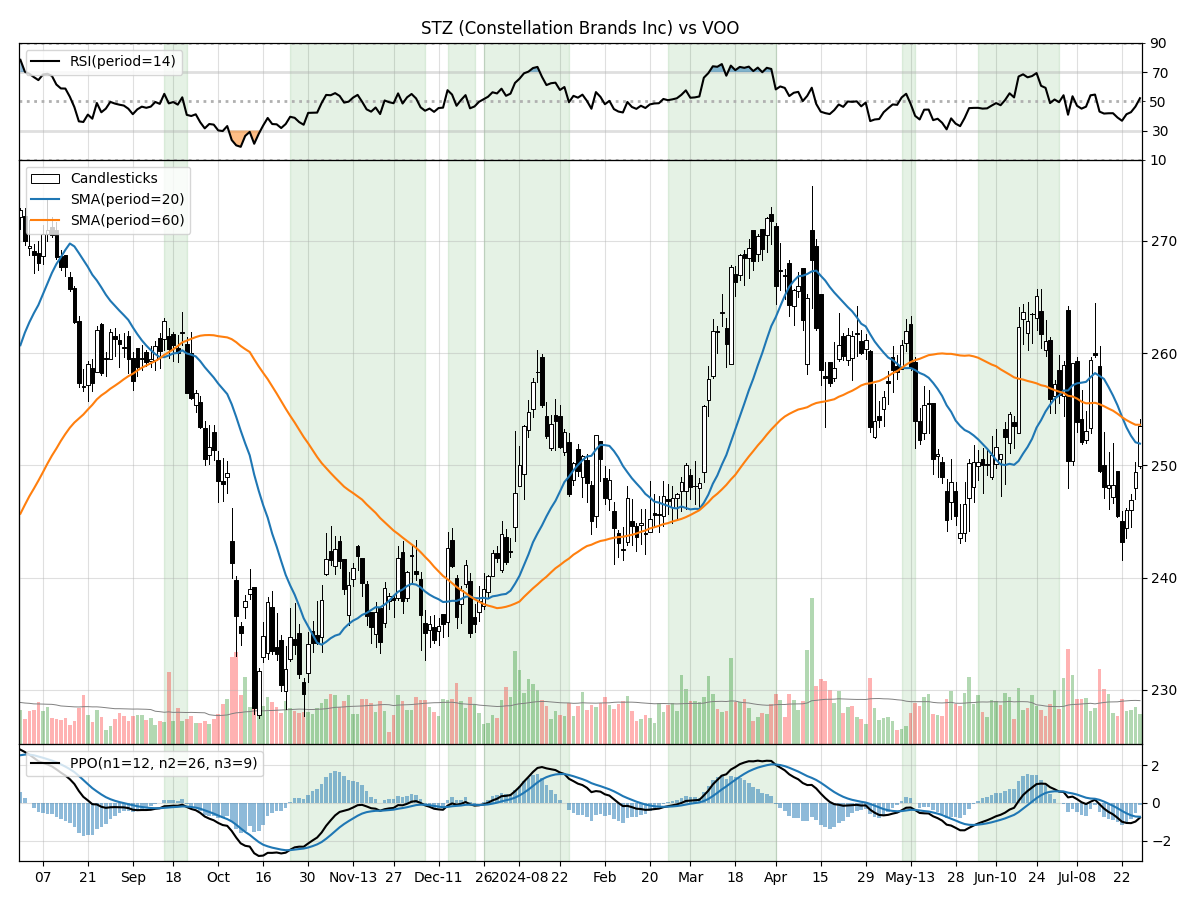 STZ (Constellation Brands Inc) vs VOO
RSI(period=14)
90
70
50
30
10
Candlesticks
SMA(period=20)
SMA(period=60)
270
260
250
240
230
PPO(n1=12, n2=26, n3=9)
2
0
−2
07 21 Sep 18 Oct 16 30 Nov-13 27 Dec-11 26 2024-08 22 Feb 20 Mar 18 Apr 15 29 May-13 28 Jun-10 24 Jul-08 22